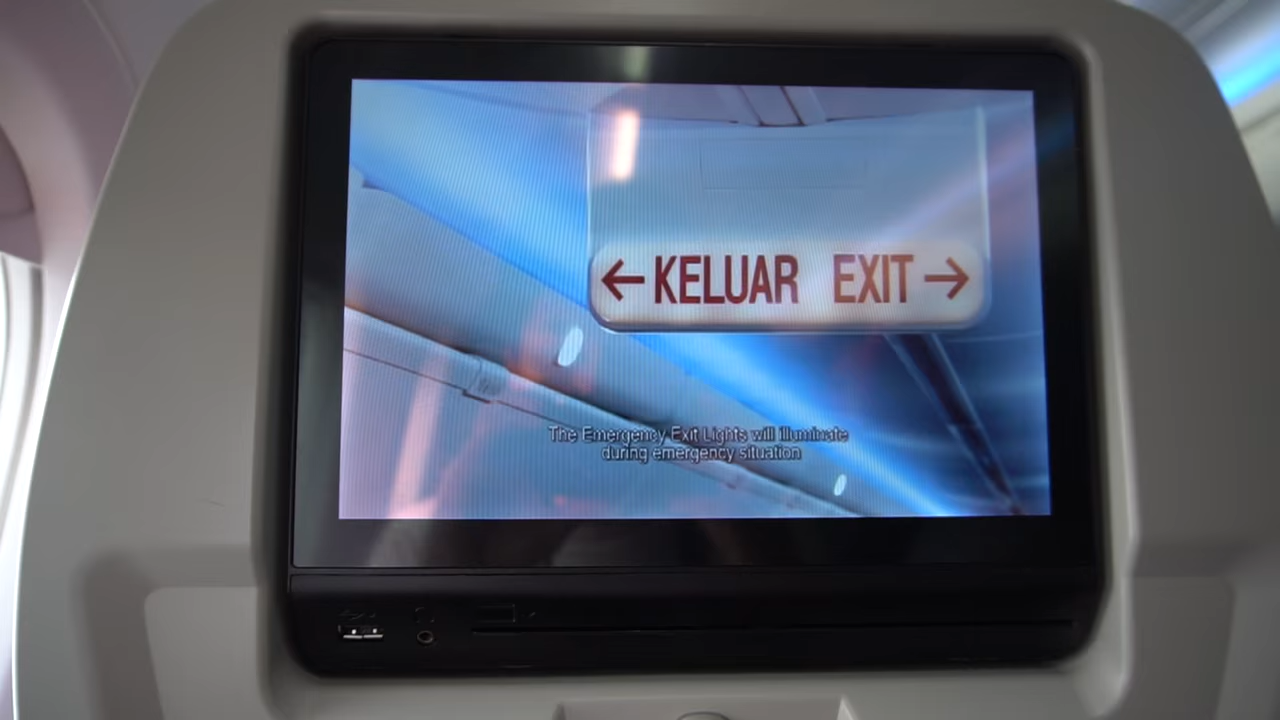 ← KELUAR EXIT →
The Emergency Exit Lights will illuminate
during emergency situation